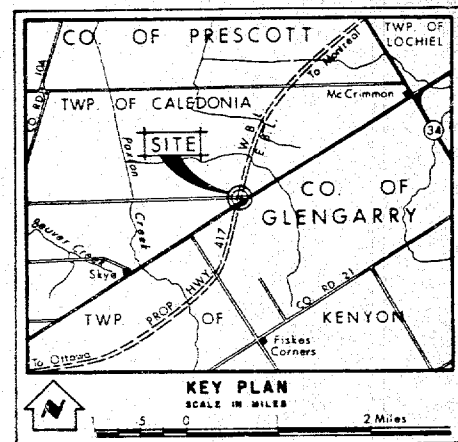 CO. OF PRESCOTT
TWP. OF LOCHIEL
CO RD 10A
To Montreal
TWP. OF CALEDONIA
McCrimmon
34
SITE
W.B.L.
E.B.L.
Paxton Creek
CO. OF
GLENGARRY
Beaver Creek
Skye
PROP. HWY. 417
CO RD 21
TWP. OF KENYON
Fiskes
Corners
To Ottawa
KEY PLAN
SCALE IN MILES
N
1 .5 0 2 Miles